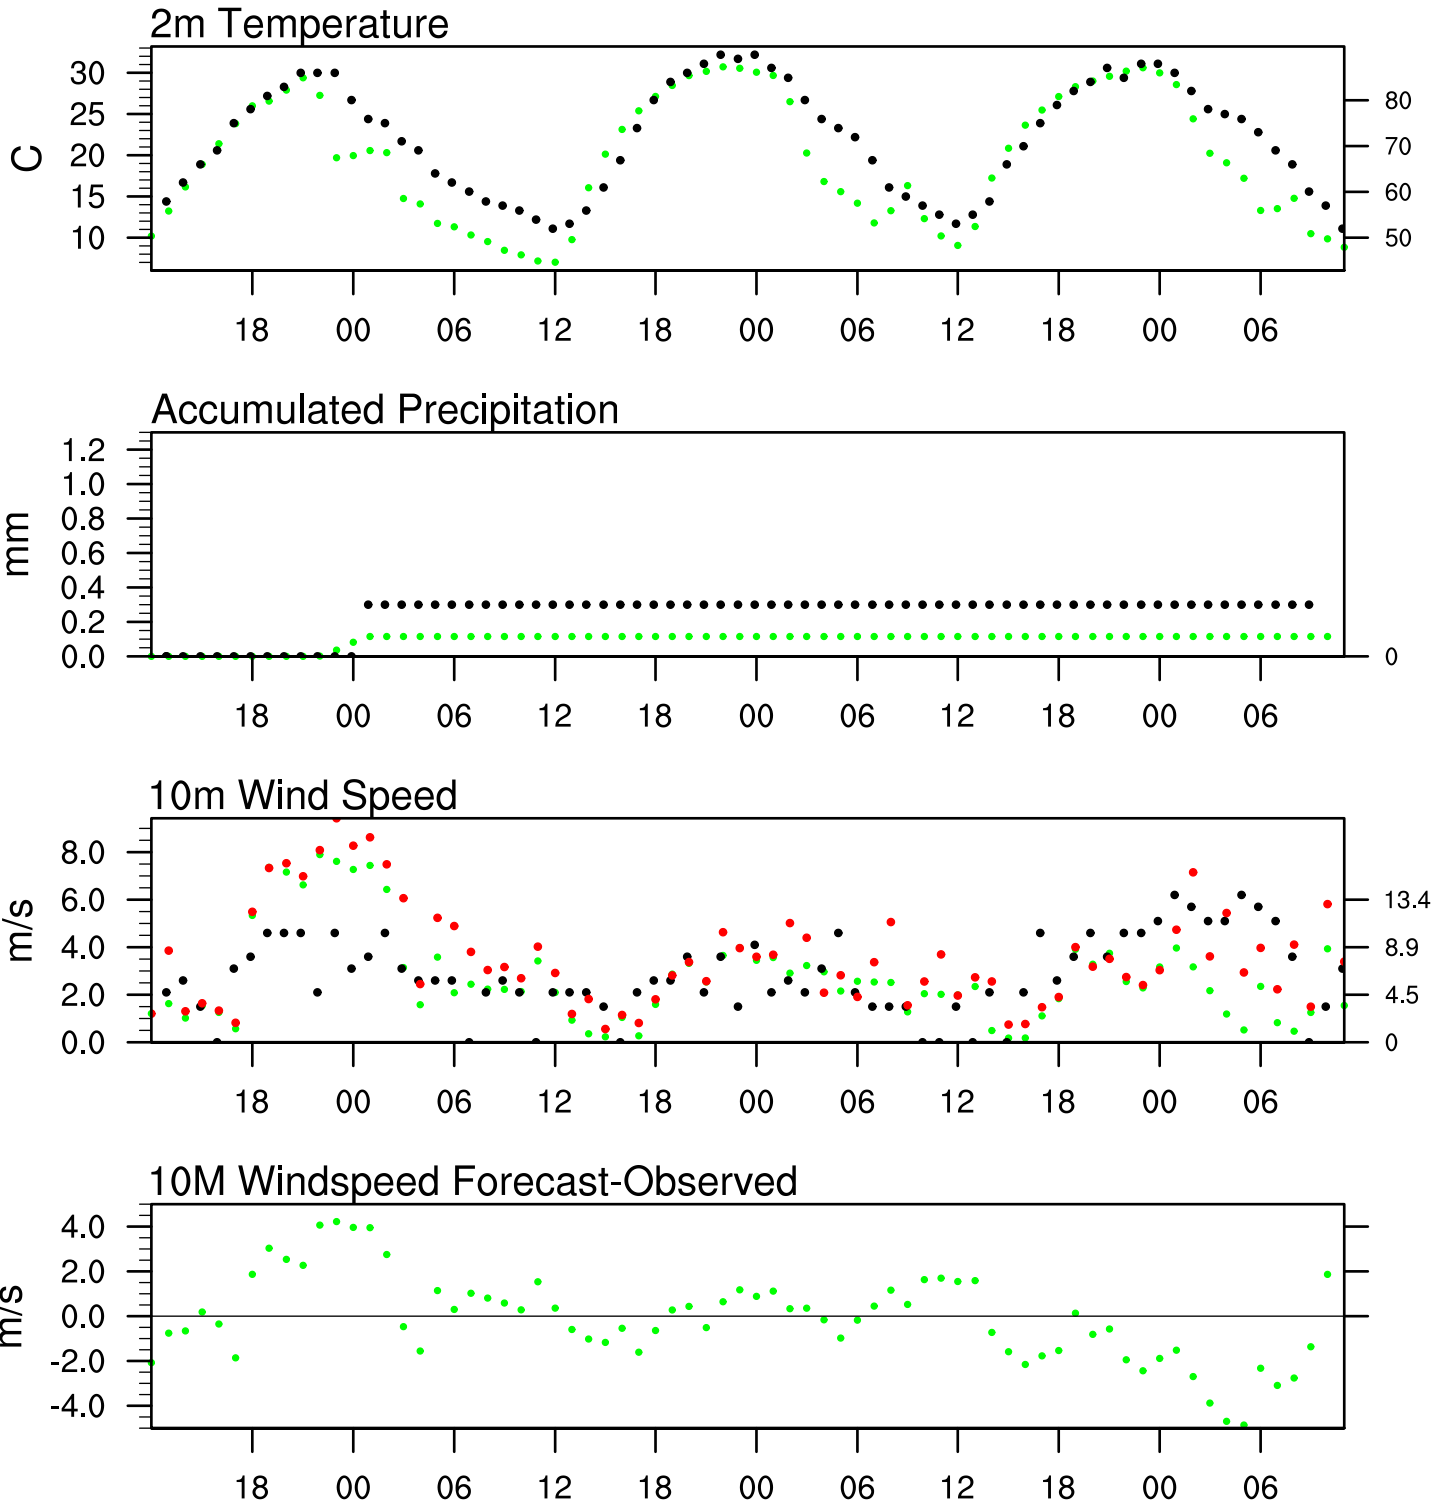 2m Temperature
30
25
20
15
10
C
80
70
60
50
18 00 06 12 18 00 06 12 18 00 06
Accumulated Precipitation
1.2
1.0
0.8
0.6
0.4
0.2
0.0
mm
0
18 00 06 12 18 00 06 12 18 00 06
10m Wind Speed
8.0
6.0
4.0
2.0
0.0
m/s
13.4
8.9
4.5
0
18 00 06 12 18 00 06 12 18 00 06
10M Windspeed Forecast-Observed
4.0
2.0
0.0
-2.0
-4.0
m/s
18 00 06 12 18 00 06 12 18 00 06